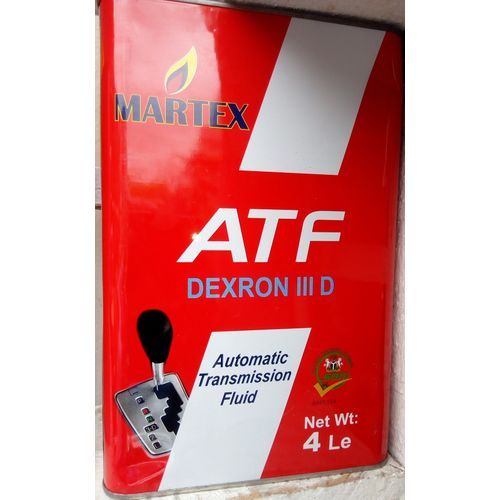 MARTEX
ATF
DEXRON III D
Automatic
Transmission
Fluid
Net Wt:
4 Le